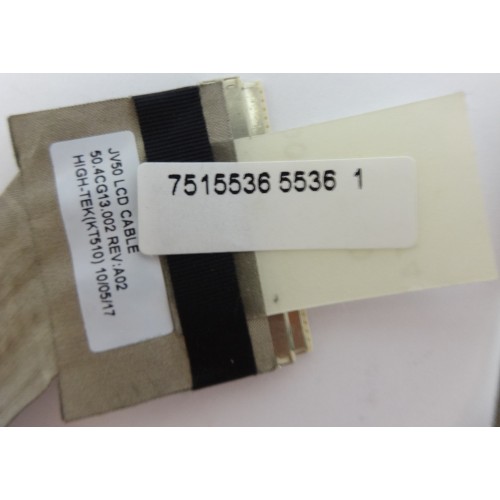 JV50 LCD CABLE
50.4CG13.002 REV:A02
HIGH-TEK(KT510) 10/05/17
7515536 5536 1